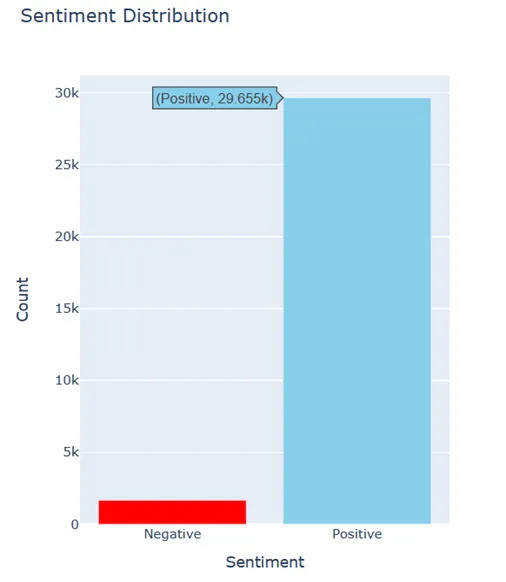 Sentiment Distribution
30k
(Positive, 29.655k)
25k
20k
15k
10k
5k
0
Count
Negative
Positive
Sentiment